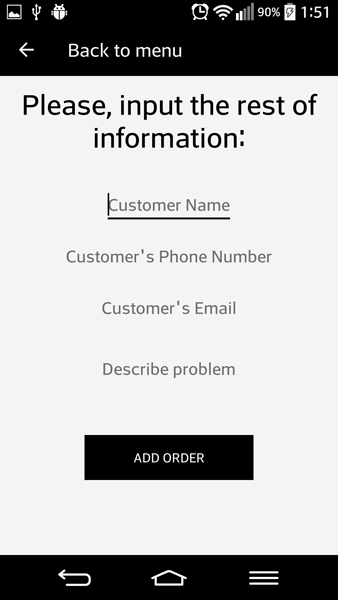 90% 1:51
Back to menu
Please, input the rest of
information:
Customer Name
Customer's Phone Number
Customer's Email
Describe problem
ADD ORDER